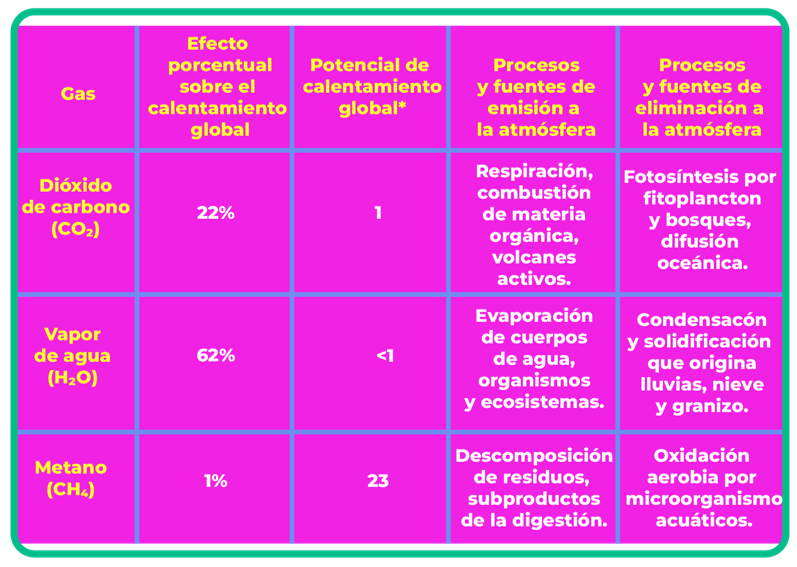 Gas
Efecto
porcentual
sobre el
calentamiento
global
Potencial de
calentamiento
global*
Procesos
y fuentes de
emisión a
la atmósfera
Procesos
y fuentes de
eliminación a
la atmósfera
Dióxido
de carbono
(CO₂)
22%
1
Respiración,
combustión
de materia
orgánica,
volcanes
activos.
Fotosíntesis por
fitoplancton
y bosques,
difusión
oceánica.
Vapor
de agua
(H₂O)
62%
<1
Evaporación
de cuerpos
de agua,
organismos
y ecosistemas.
Condensacón
y solidificación
que origina
lluvias, nieve
y granizo.
Metano
(CH₄)
1%
23
Descomposición
de residuos,
subproductos
de la digestión.
Oxidación
aerobia por
microorganismo
acuáticos.